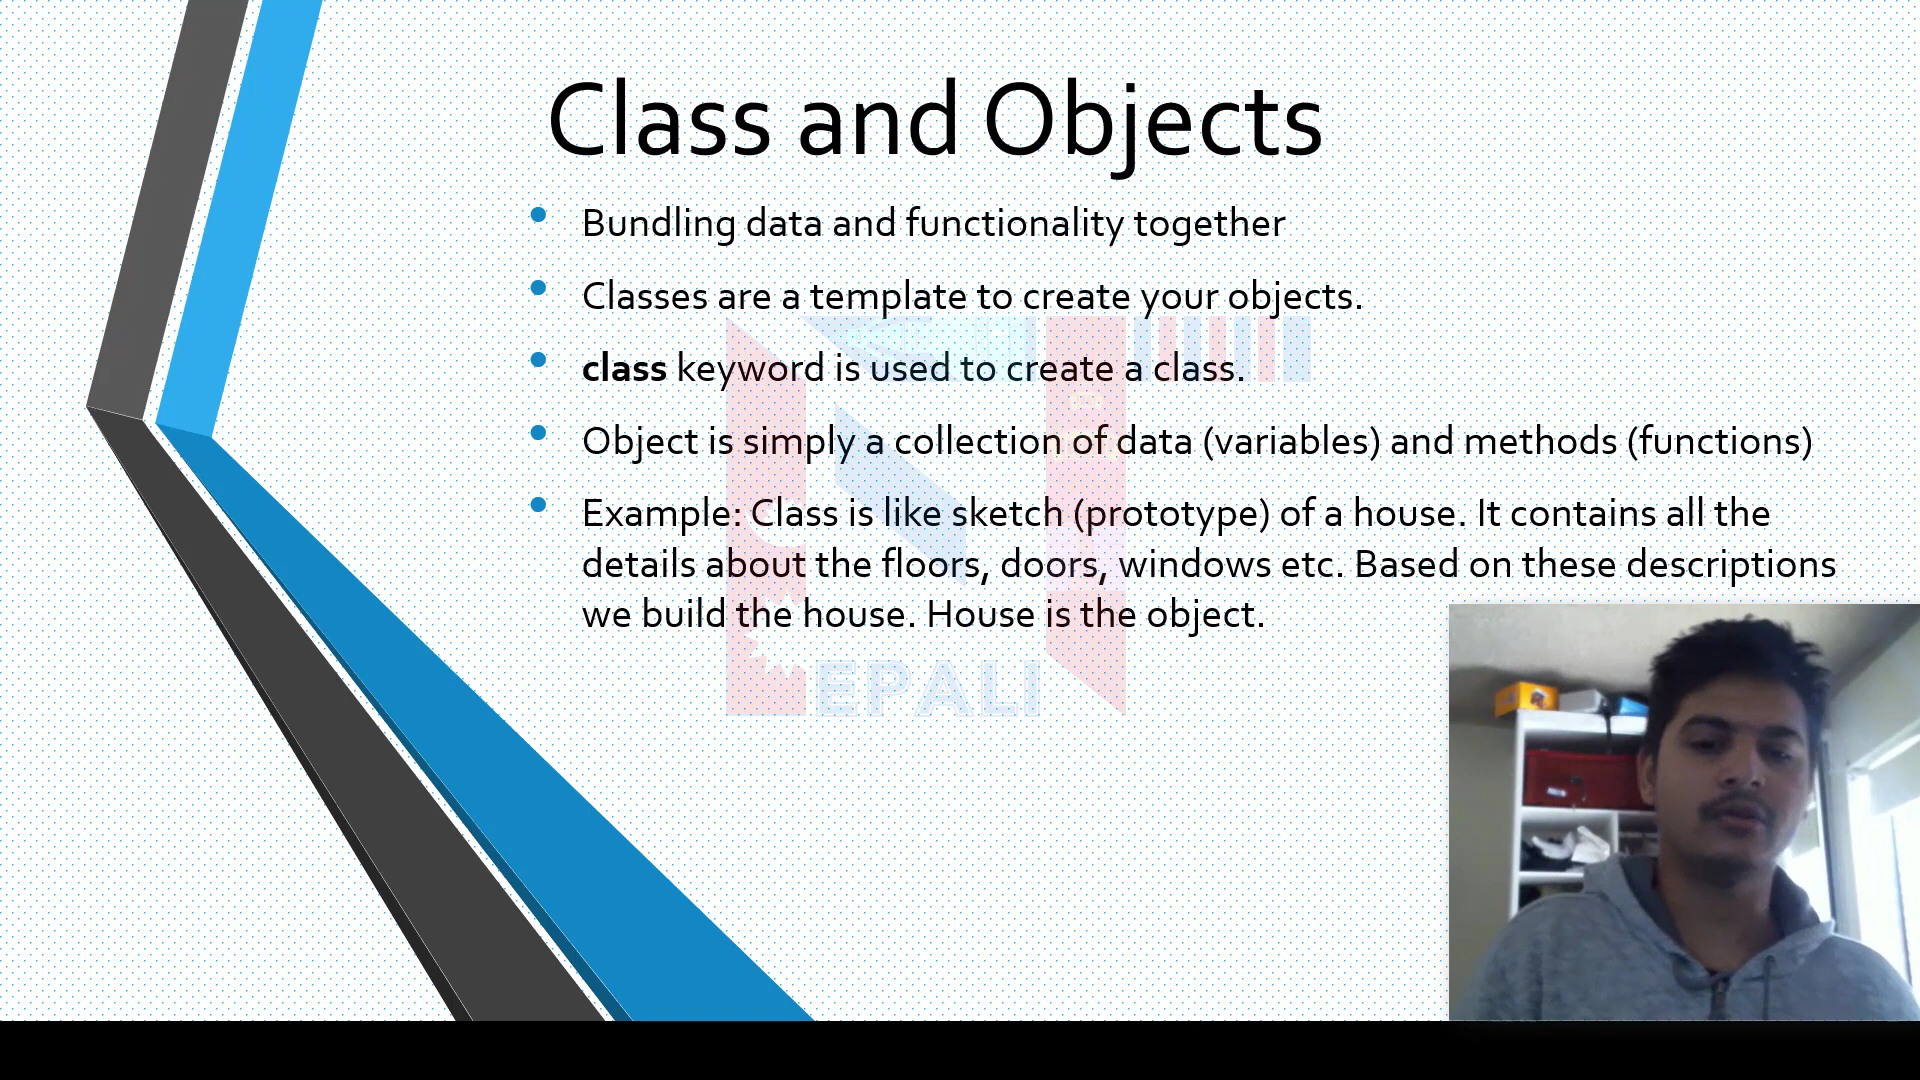 Class and Objects
Bundling data and functionality together
Classes are a template to create your objects.
class keyword is used to create a class.
Object is simply a collection of data (variables) and methods (functions)
Example: Class is like sketch (prototype) of a house. It contains all the
details about the floors, doors, windows etc. Based on these descriptions
we build the house. House is the object.
EPALI